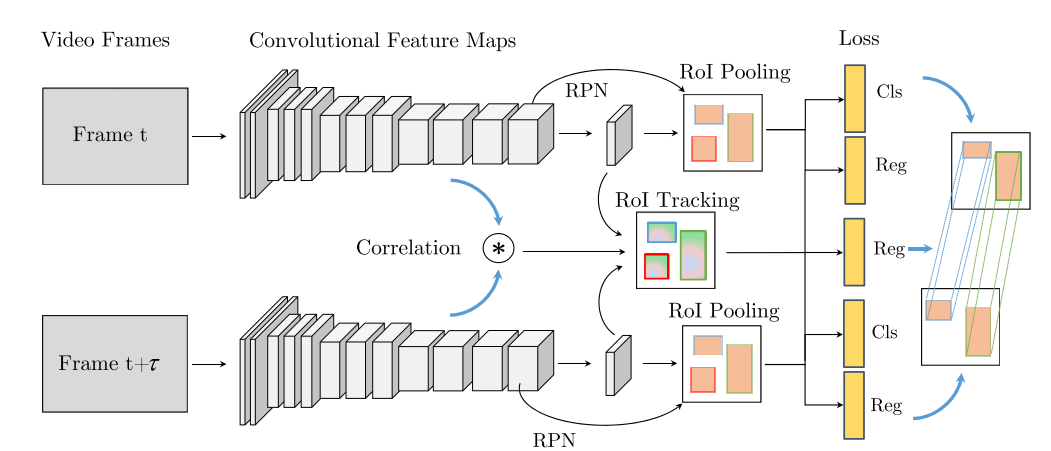 Video Frames
Convolutional Feature Maps
Loss
RoI Pooling
RPN
Cls
Frame t
Reg
RoI Tracking
Correlation
*
Reg
RoI Pooling
Cls
Frame t+τ
Reg
RPN